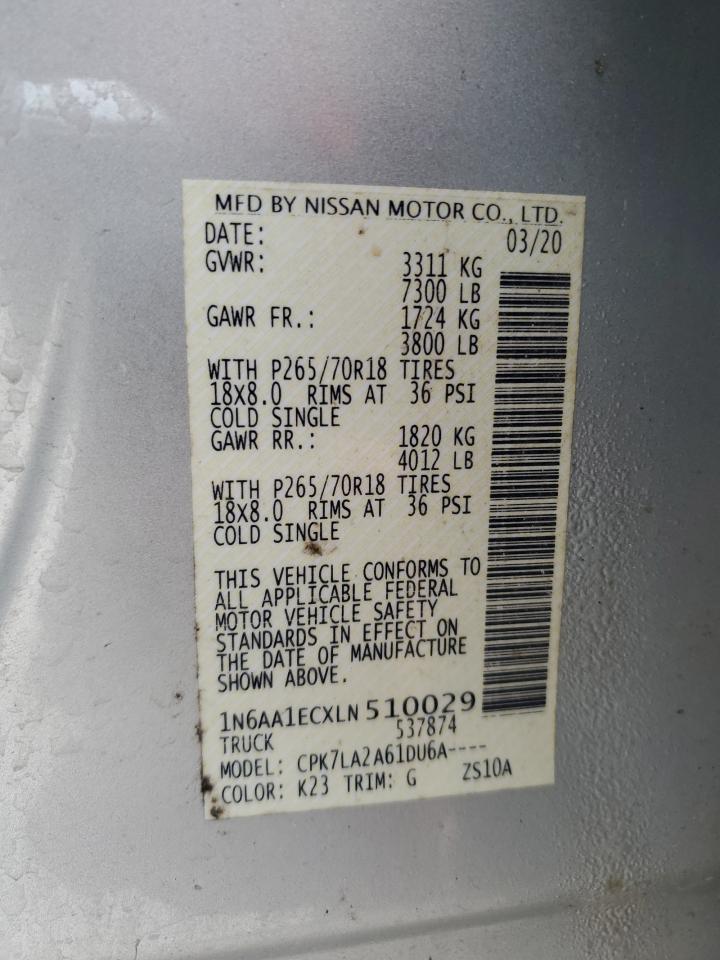 MFD BY NISSAN MOTOR CO., LTD.
DATE: 03/20
GVWR: 3311 KG
7300 LB
GAWR FR.: 1724 KG
3800 LB
WITH P265/70R18 TIRES
18X8.0 RIMS AT 36 PSI
COLD SINGLE
GAWR RR.: 1820 KG
4012 LB
WITH P265/70R18 TIRES
18X8.0 RIMS AT 36 PSI
COLD SINGLE
THIS VEHICLE CONFORMS TO
ALL APPLICABLE FEDERAL
MOTOR VEHICLE SAFETY
STANDARDS IN EFFECT ON
THE DATE OF MANUFACTURE
SHOWN ABOVE.
1N6AA1ECXLN510029
TRUCK 537874
MODEL: CPK7LA2A61DU6A----
COLOR: K23 TRIM: G ZS10A